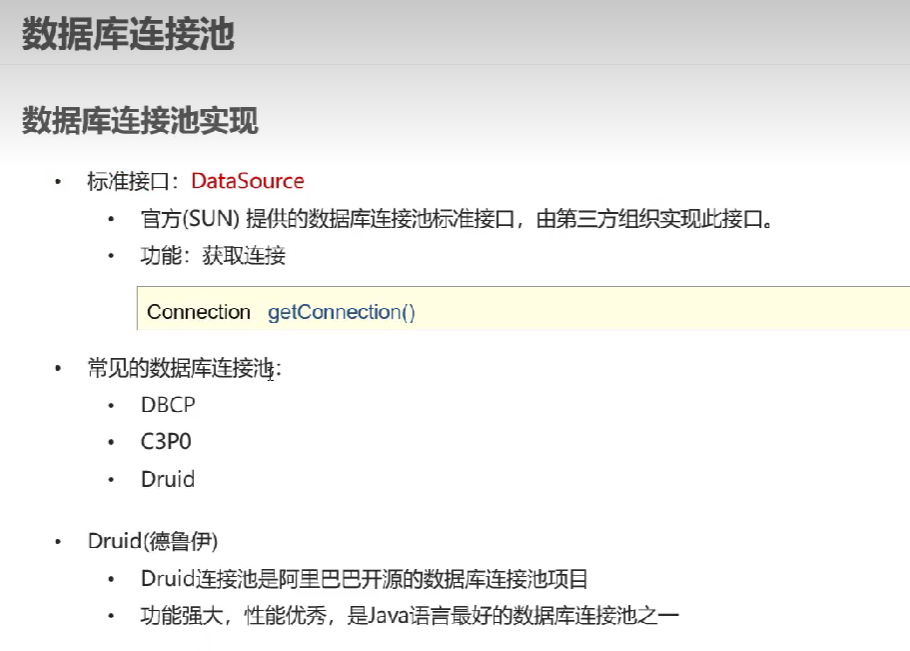 数据库连接池
数据库连接池实现
• 标准接口：DataSource
• 官方(SUN) 提供的数据库连接池标准接口，由第三方组织实现此接口。
• 功能：获取连接
Connection getConnection()
• 常见的数据库连接池：
• DBCP
• C3P0
• Druid
• Druid(德鲁伊)
• Druid连接池是阿里巴巴开源的数据库连接池项目
• 功能强大，性能优秀，是Java语言最好的数据库连接池之一